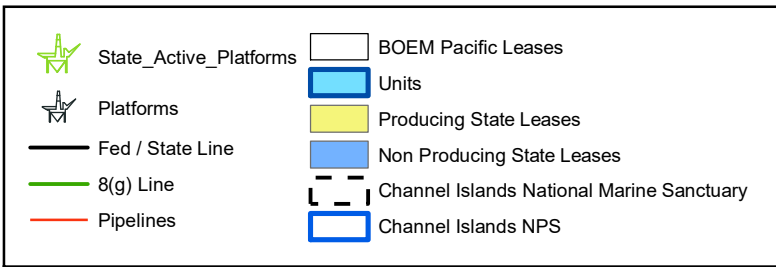 State_Active_Platforms
Platforms
Fed / State Line
8(g) Line
Pipelines
BOEM Pacific Leases
Units
Producing State Leases
Non Producing State Leases
Channel Islands National Marine Sanctuary
Channel Islands NPS